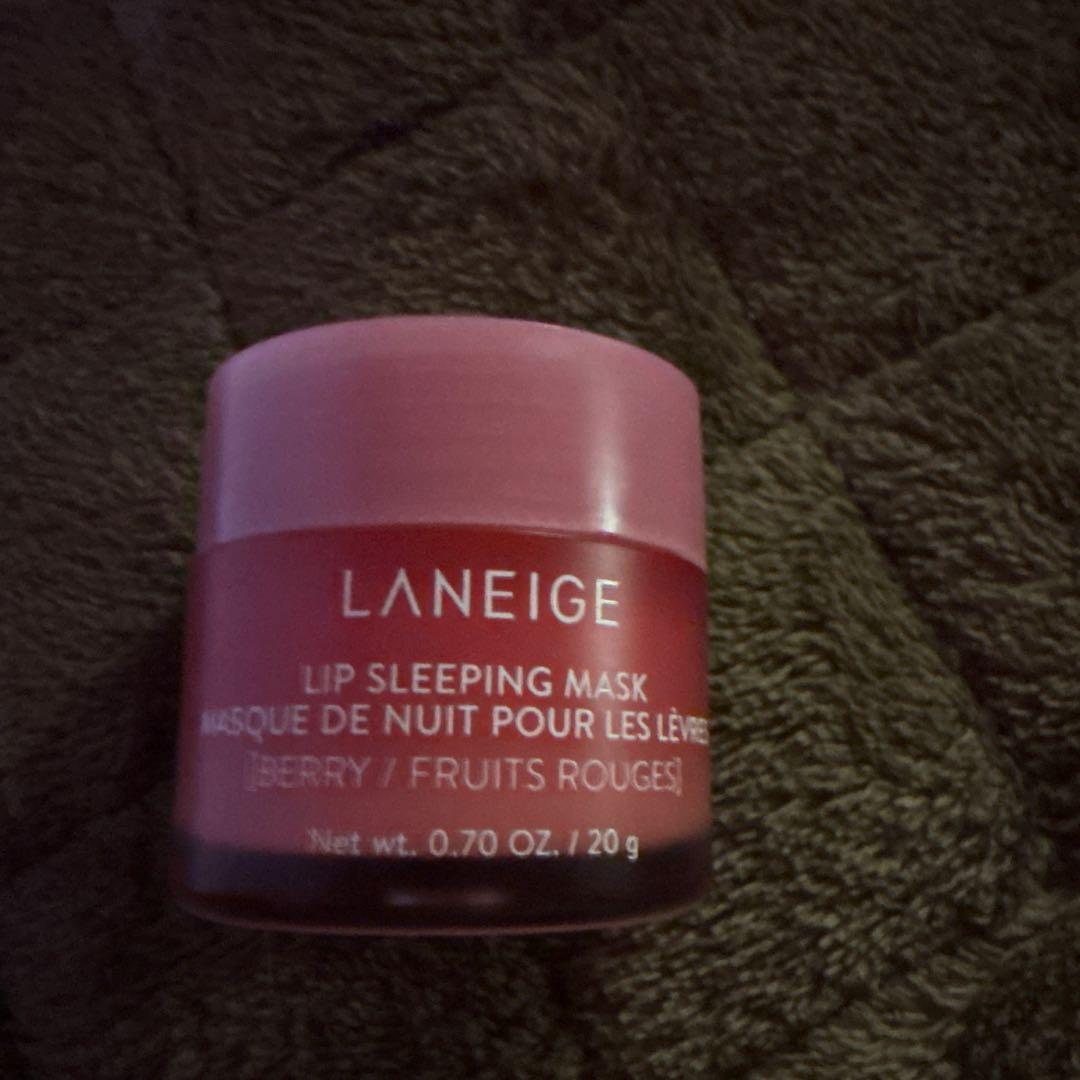 LANEIGE
LIP SLEEPING MASK
MASQUE DE NUIT POUR LES LÈVRES
[BERRY / FRUITS ROUGES]
Net wt. 0.70 OZ. / 20 g